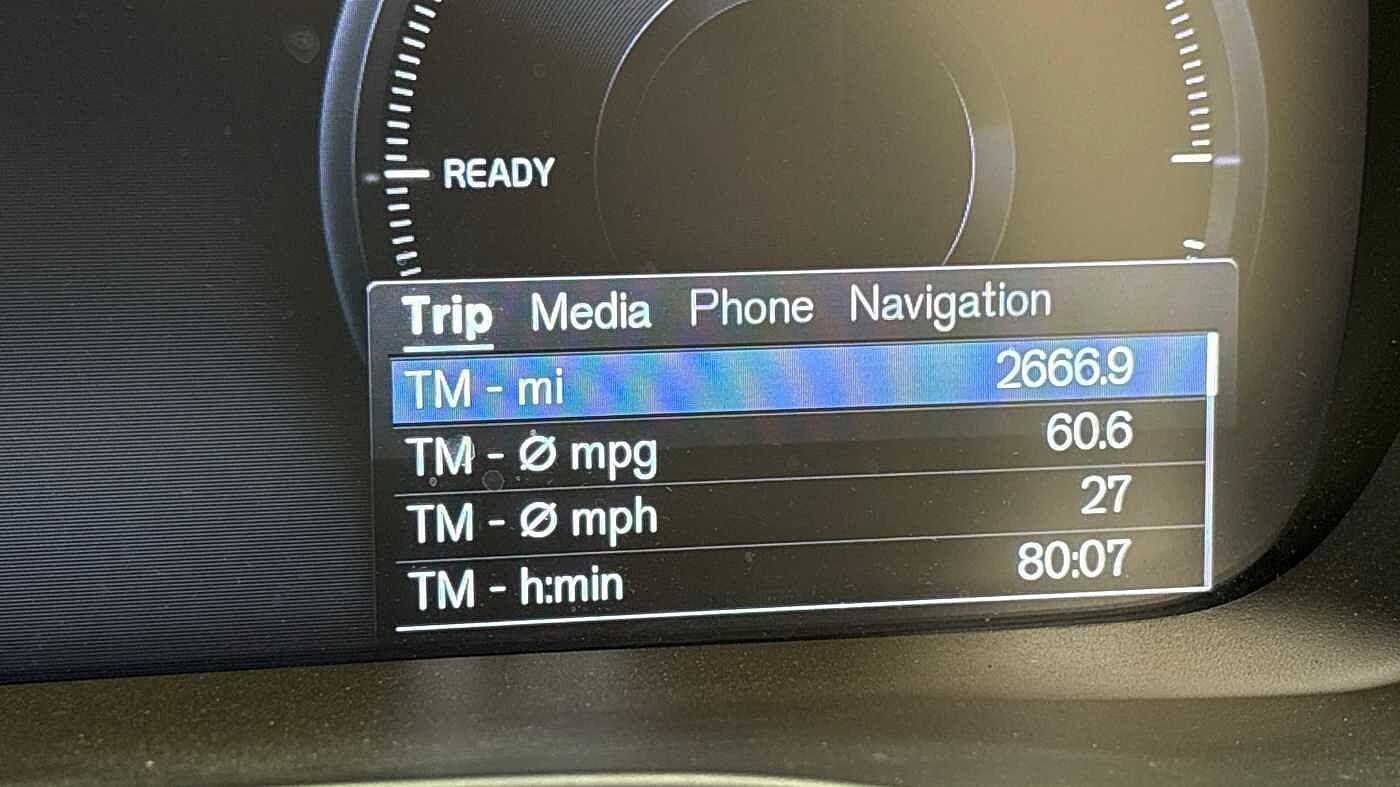 READY
Trip Media Phone Navigation
TM - mi 2666.9
TM - Ø mpg 60.6
TM - Ø mph 27
TM - h:min 80:07